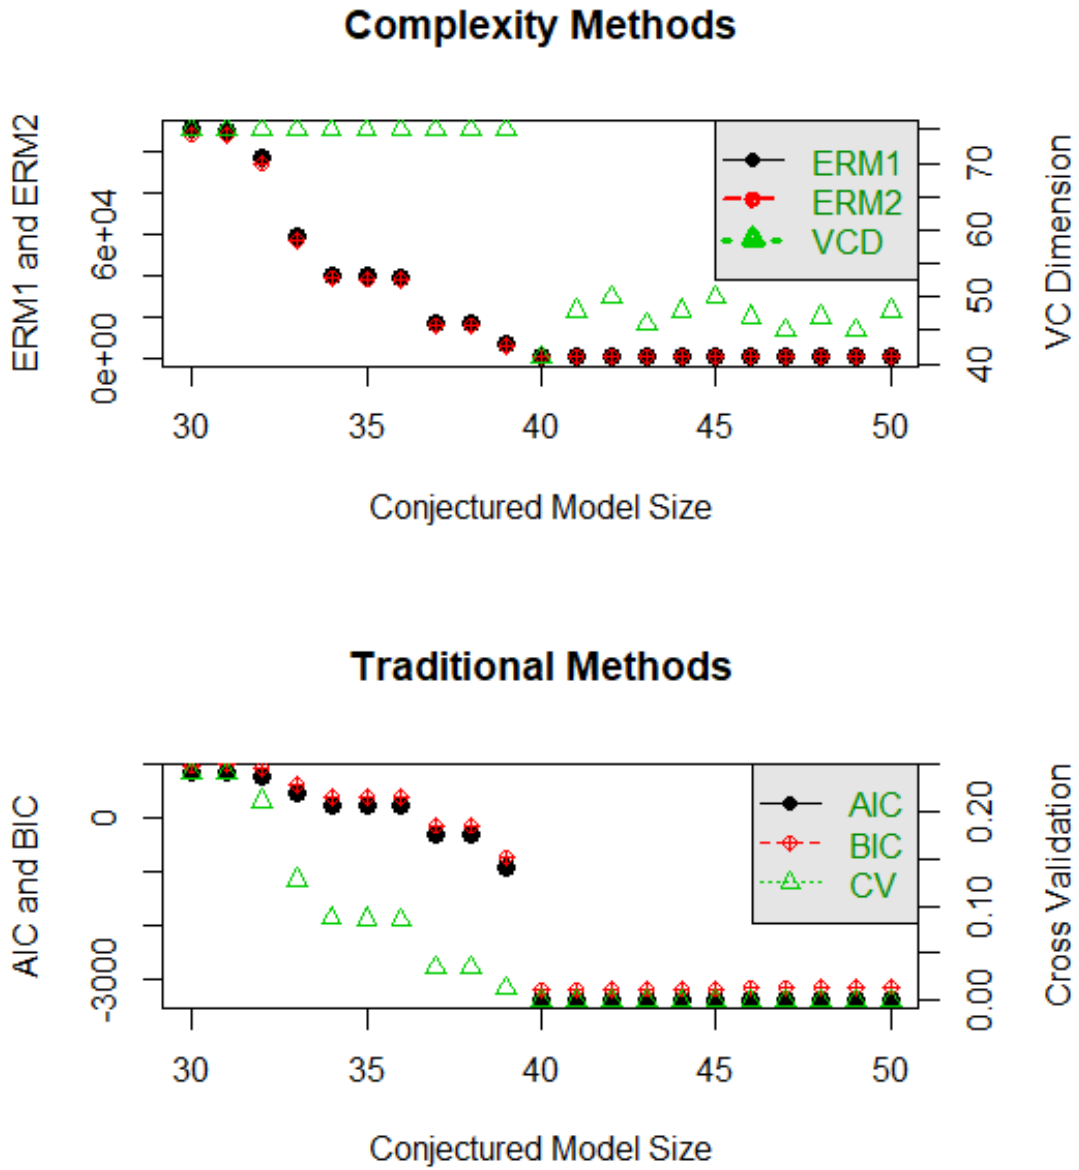 Complexity Methods
ERM1 and ERM2
0e+00 6e+04
ERM1
ERM2
VCD
40 50 60 70
VC Dimension
30 35 40 45 50
Conjectured Model Size
Traditional Methods
AIC and BIC
-3000 0
AIC
BIC
CV
0.00 0.10 0.20
Cross Validation
30 35 40 45 50
Conjectured Model Size